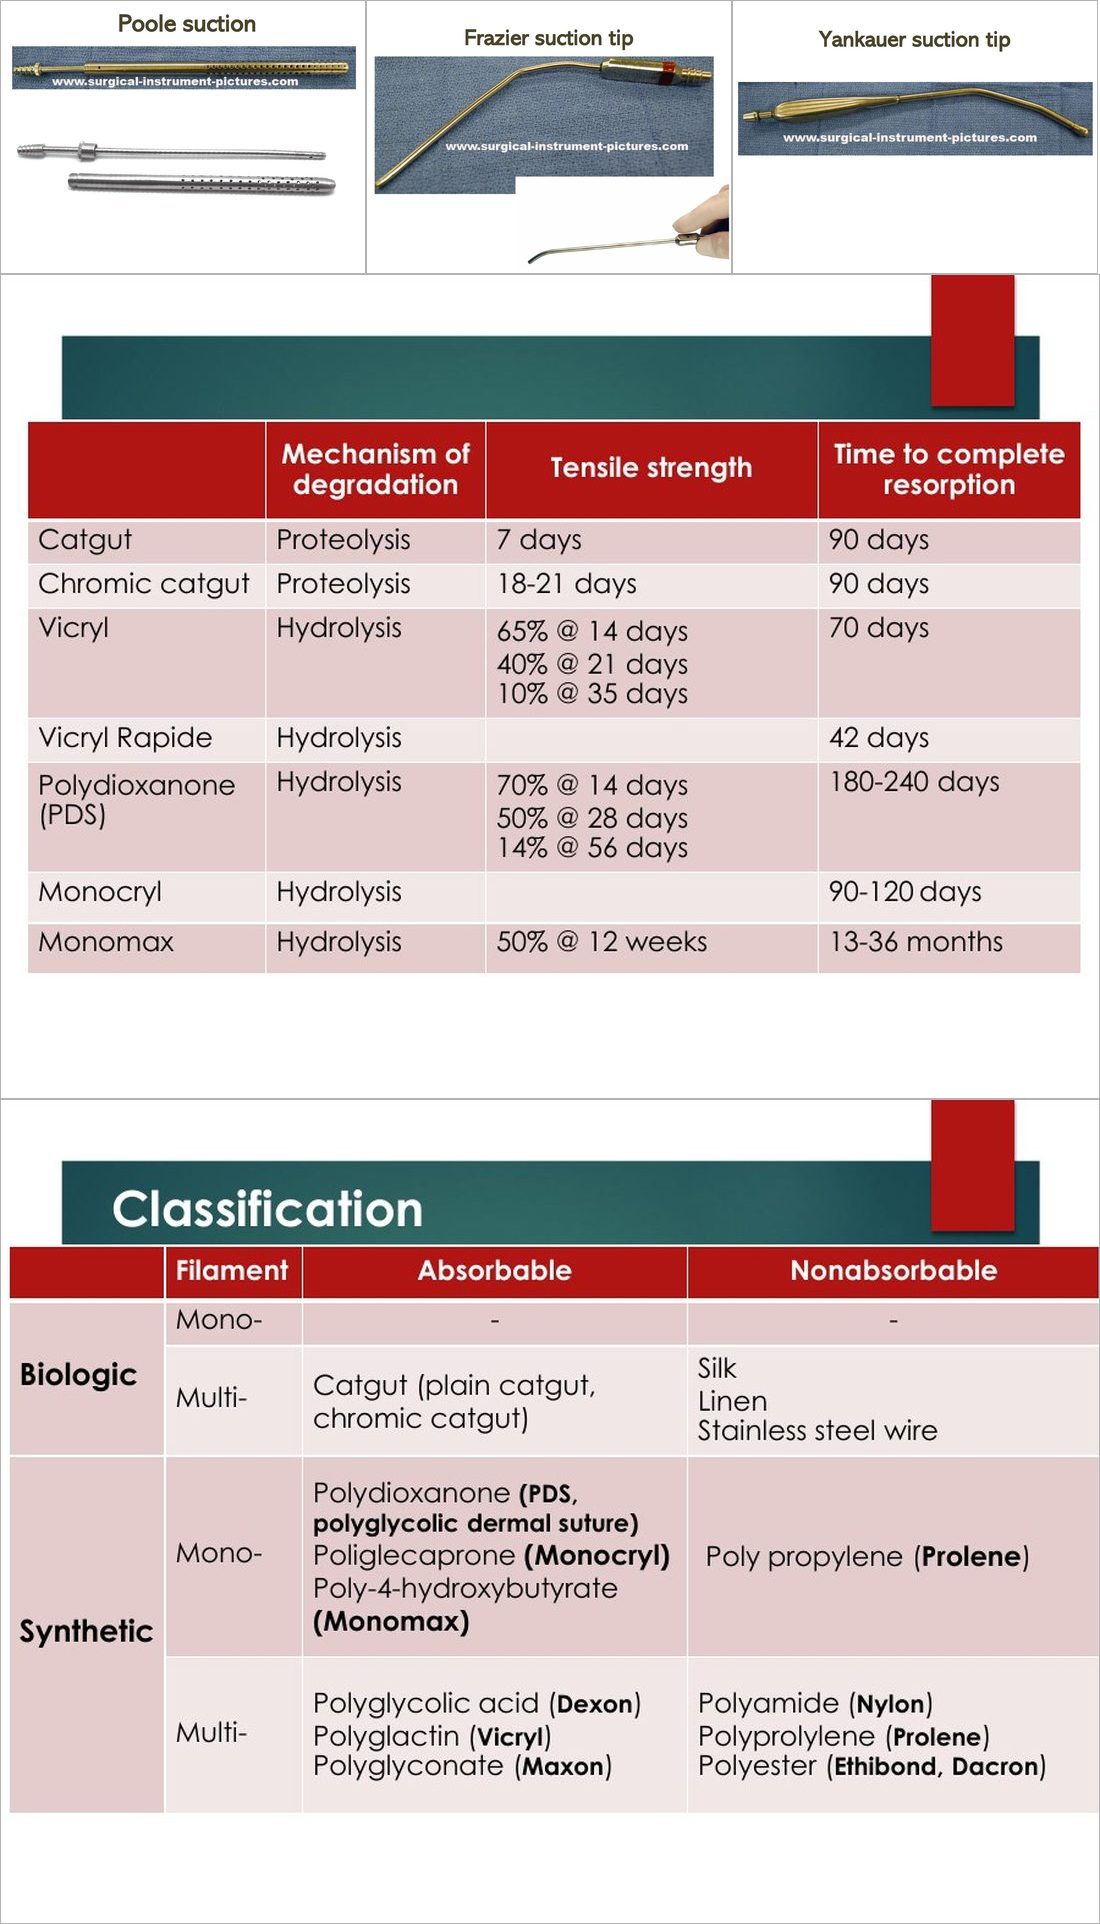 Poole suction
www.surgical-instrument-pictures.com
Frazier suction tip
www.surgical-instrument-pictures.com
Yankauer suction tip
www.surgical-instrument-pictures.com
Mechanism of
degradation
Tensile strength
Time to complete
resorption
Catgut
Proteolysis
7 days
90 days
Chromic catgut
Proteolysis
18-21 days
90 days
Vicryl
Hydrolysis
65% @ 14 days
40% @ 21 days
10% @ 35 days
70 days
Vicryl Rapide
Hydrolysis
42 days
Polydioxanone
(PDS)
Hydrolysis
70% @ 14 days
50% @ 28 days
14% @ 56 days
180-240 days
Monocryl
Hydrolysis
90-120 days
Monomax
Hydrolysis
50% @ 12 weeks
13-36 months
Classification
Filament
Absorbable
Nonabsorbable
Biologic
Mono-
-
-
Multi-
Catgut (plain catgut,
chromic catgut)
Silk
Linen
Stainless steel wire
Synthetic
Mono-
Polydioxanone (PDS,
polyglycolic dermal suture)
Poliglecaprone (Monocryl)
Poly-4-hydroxybutyrate
(Monomax)
Poly propylene (Prolene)
Multi-
Polyglycolic acid (Dexon)
Polyglactin (Vicryl)
Polyglyconate (Maxon)
Polyamide (Nylon)
Polyprolylene (Prolene)
Polyester (Ethibond, Dacron)